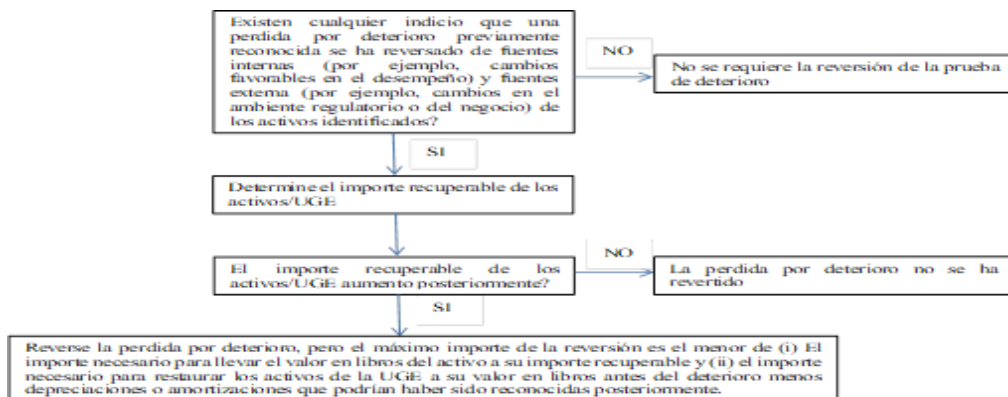 Existen cualquier indicio que una
perdida por deterioro previamente
reconocida se ha reversado de fuentes
internas (por ejemplo, cambios
favorables en el desempeño) y fuentes
externa (por ejemplo, cambios en el
ambiente regulatorio o del negocio) de
los activos identificados?
NO
No se requiere la reversión de la prueba
de deterioro
SI
Determine el importe recuperable de los
activos/UGE
El importe recuperable de los
activos/UGE aumento posteriormente?
NO
La perdida por deterioro no se ha
revertido
SI
Reverse la perdida por deterioro, pero el máximo importe de la reversión es el menor de (i) El
importe necesario para llevar el valor en libros del activo a su importe recuperable y (ii) el importe
necesario para restaurar los activos de la UGE a su valor en libros antes del deterioro menos
depreciaciones o amortizaciones que podrían haber sido reconocidas posteriormente.